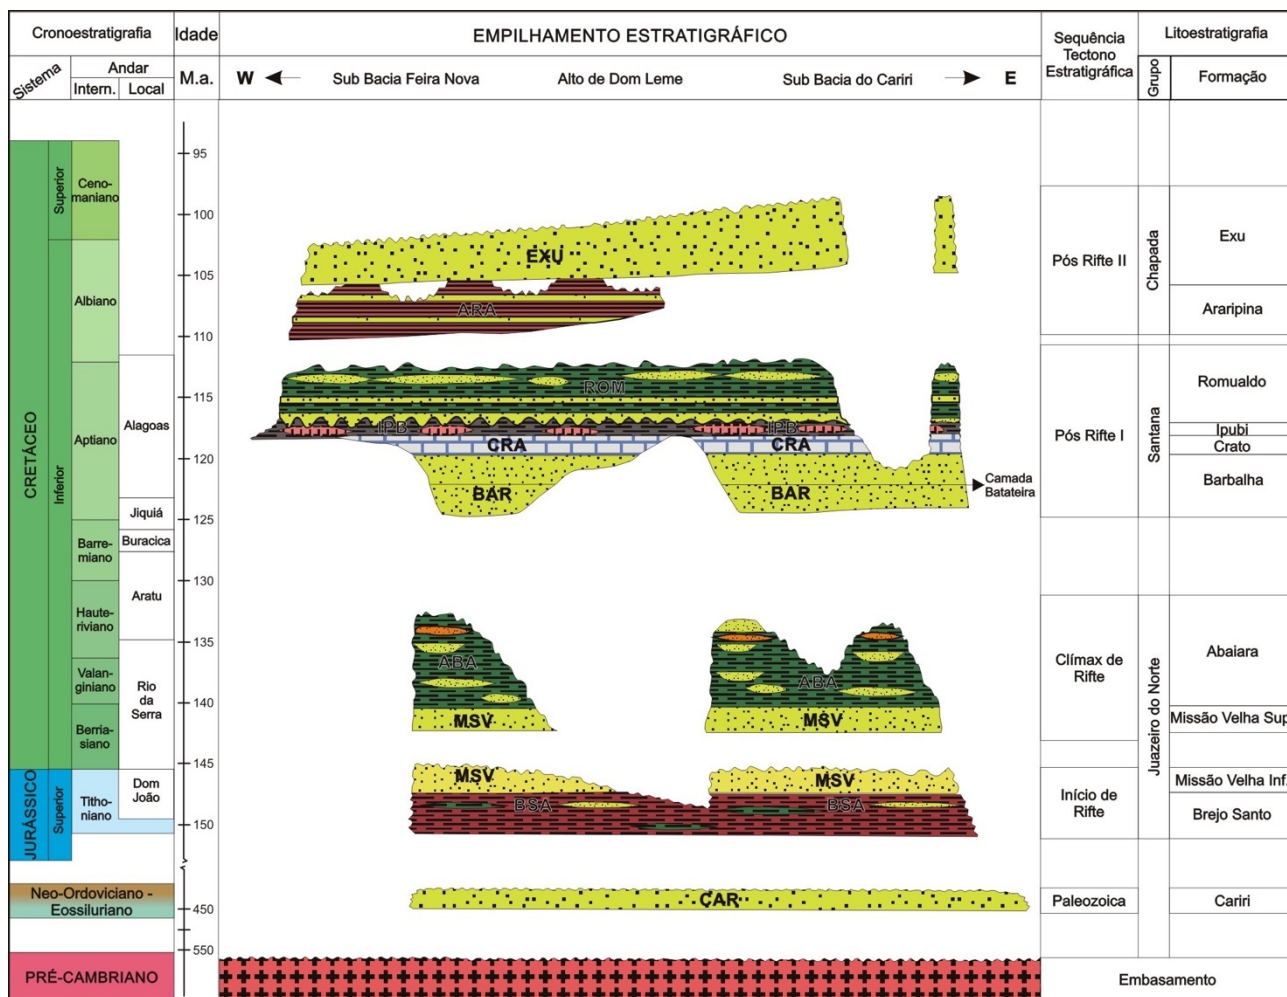 Cronoestratigrafia
Idade
EMPILHAMENTO ESTRATIGRÁFICO
Sequência
Tectono
Estratigráfica
Litoestratigrafia
Sistema
Andar
Intern.
Local
M.a.
W
Sub Bacia Feira Nova
Alto de Dom Leme
Sub Bacia do Cariri
E
Grupo
Formação
CRETÁCEO
Superior
Inferior
Ceno-
maniano
Albiano
Aptiano
Barre-
miano
Haute-
riviano
Valan-
giniano
Berria-
siano
Alagoas
Jiquiá
Buracica
Aratu
Rio
da
Serra
Dom
João
JURÁSSICO
Superior
Titho-
niano
Neo-Ordoviciano -
Eossiluriano
PRÉ-CAMBRIANO
95
100
105
110
115
120
125
130
135
140
145
150
450
550
EXU
ARA
ROM
IPB
IPB
CRA
CRA
BAR
BAR
Camada
Batateira
ABA
ABA
MSV
MSV
MSV
MSV
BSA
BSA
CAR
Pós Rifte II
Pós Rifte I
Clímax de
Rifte
Início de
Rifte
Paleozoica
Chapada
Santana
Juazeiro do Norte
Exu
Araripina
Romualdo
Ipubi
Crato
Barbalha
Abaiara
Missão Velha Sup.
Missão Velha Inf.
Brejo Santo
Cariri
Embasamento